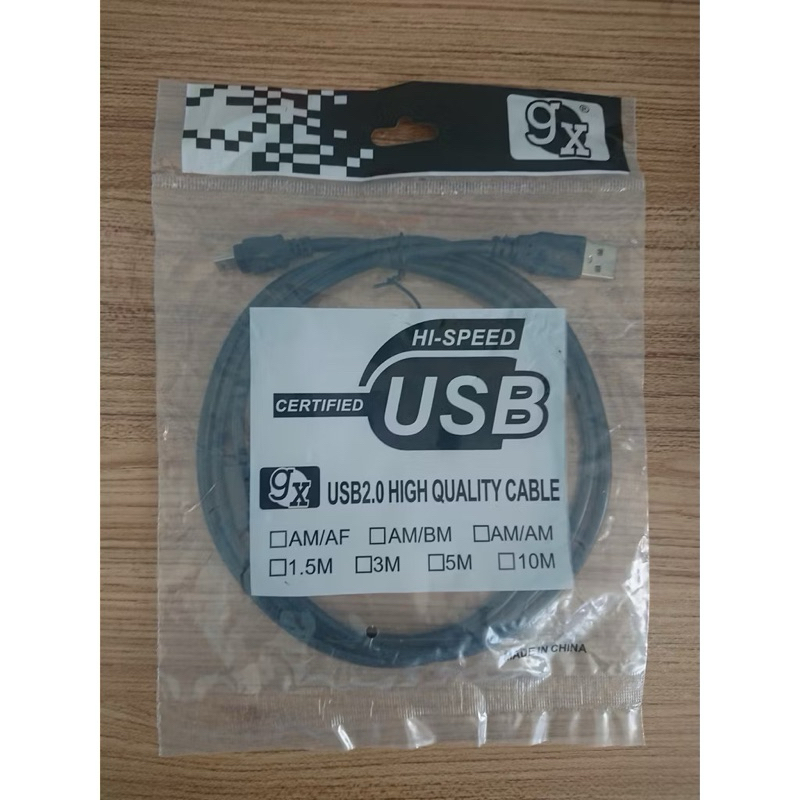 gx®
HI-SPEED
CERTIFIED USB
gx USB2.0 HIGH QUALITY CABLE
☐AM/AF ☐AM/BM ☐AM/AM
☐1.5M ☐3M ☐5M ☐10M
MADE IN CHINA